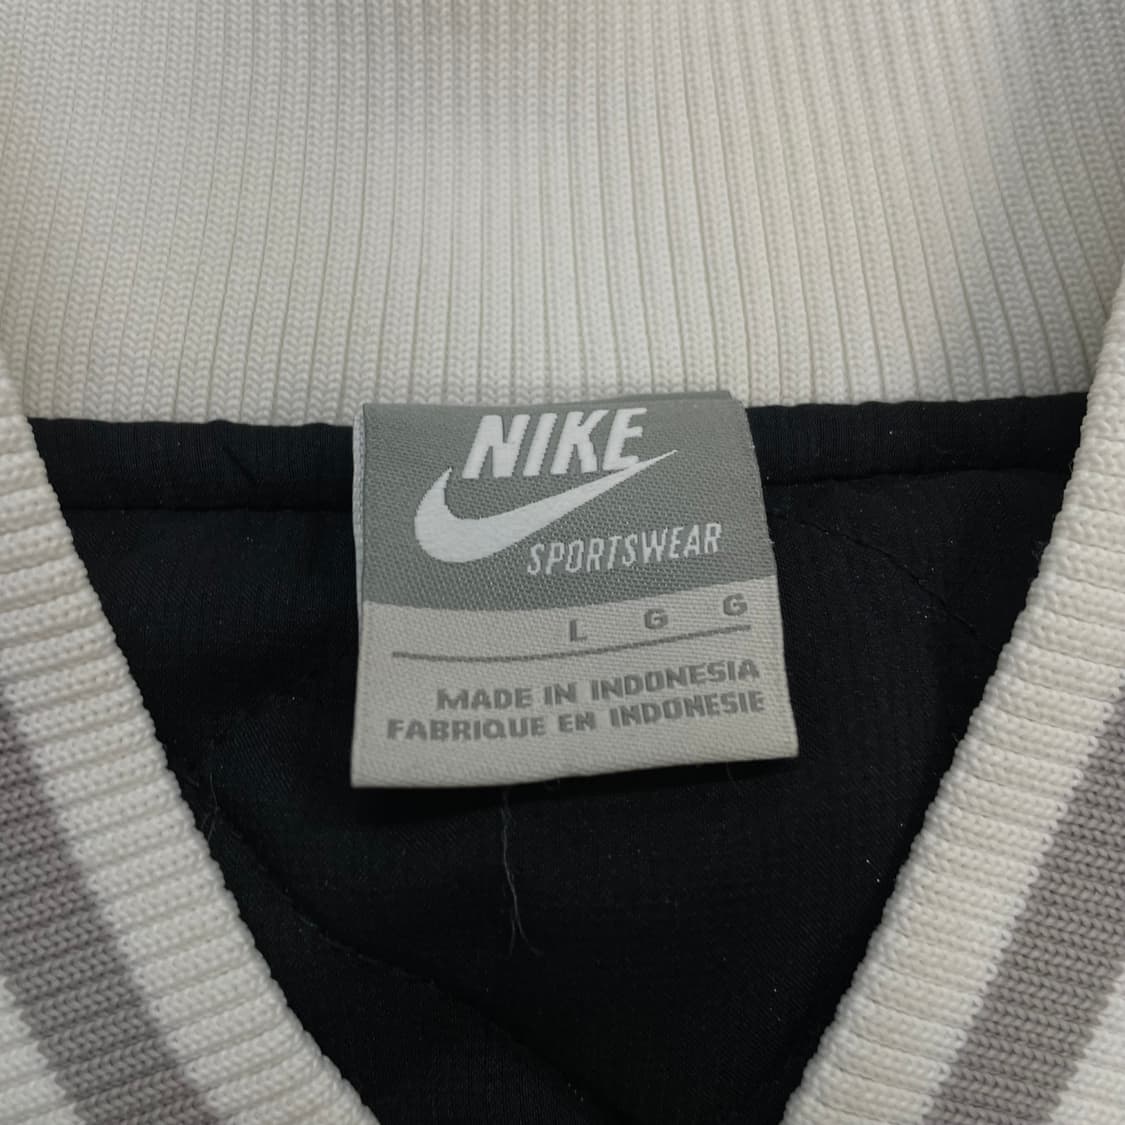 NIKE
SPORTSWEAR
L G G
MADE IN INDONESIA
FABRIQUE EN INDONESIE